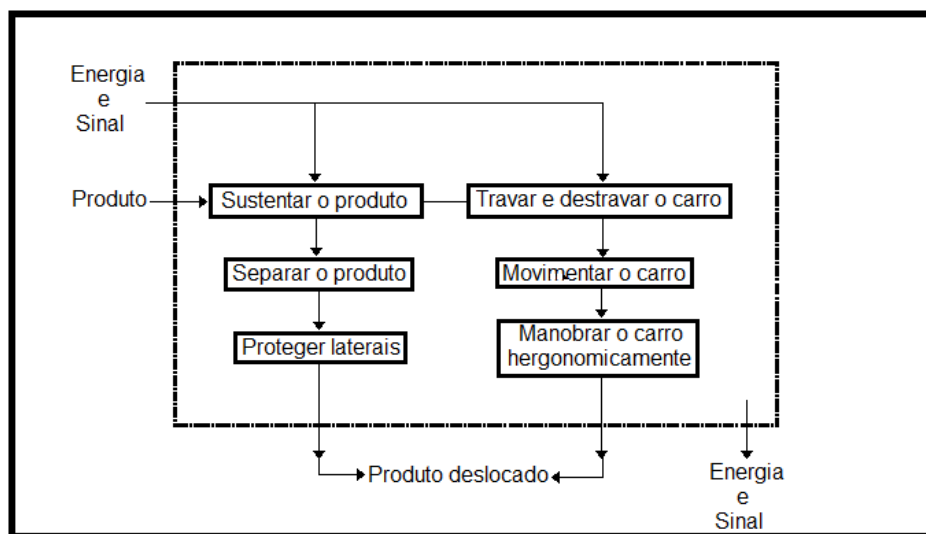 Energia
e
Sinal
Produto
Sustentar o produto
Travar e destravar o carro
Separar o produto
Movimentar o carro
Proteger laterais
Manobrar o carro
hergonomicamente
Produto deslocado
Energia
e
Sinal